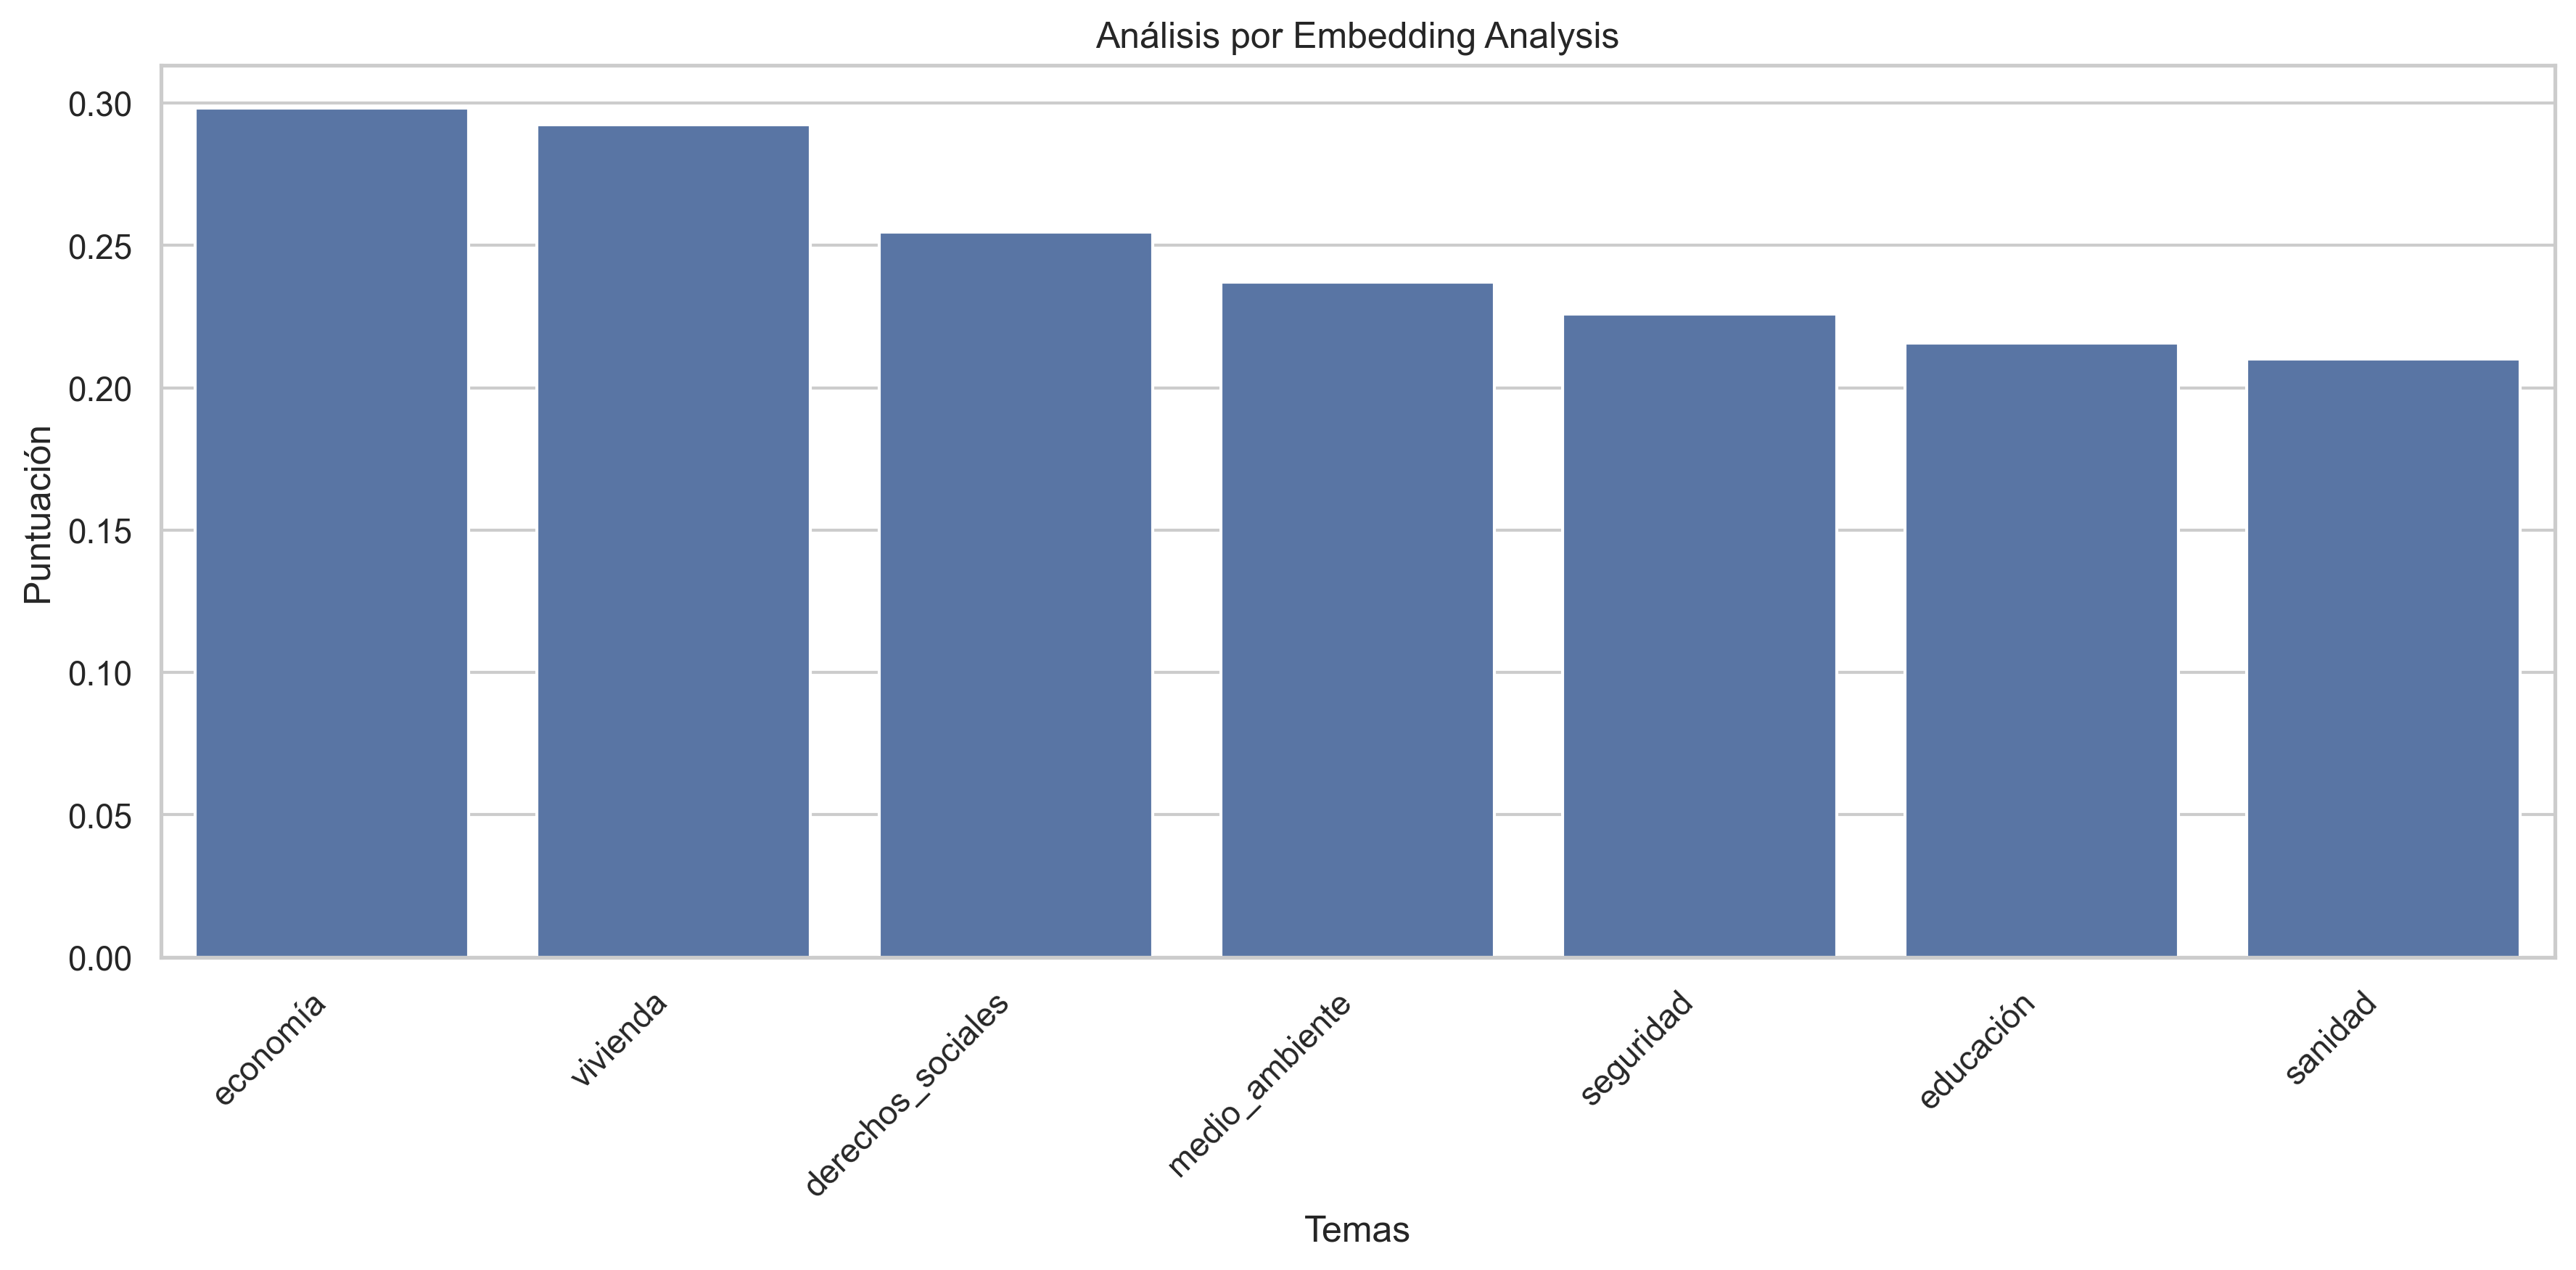 Análisis por Embedding Analysis
0.30
0.25
0.20
0.15
0.10
0.05
0.00
Puntuación
economía
vivienda
derechos_sociales
medio_ambiente
seguridad
educación
sanidad
Temas